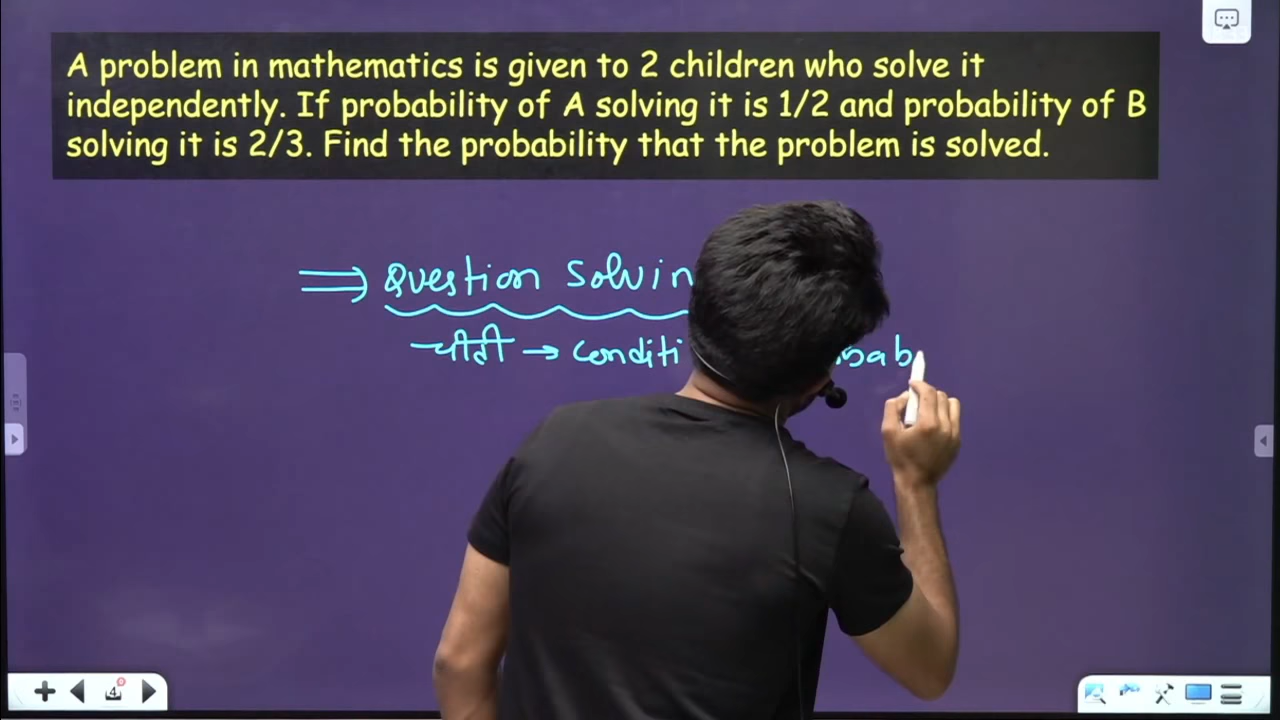 A problem in mathematics is given to 2 children who solve it
independently. If probability of A solving it is 1/2 and probability of B
solving it is 2/3. Find the probability that the problem is solved.
⇒ Question Solvin
→ conditi bab
4